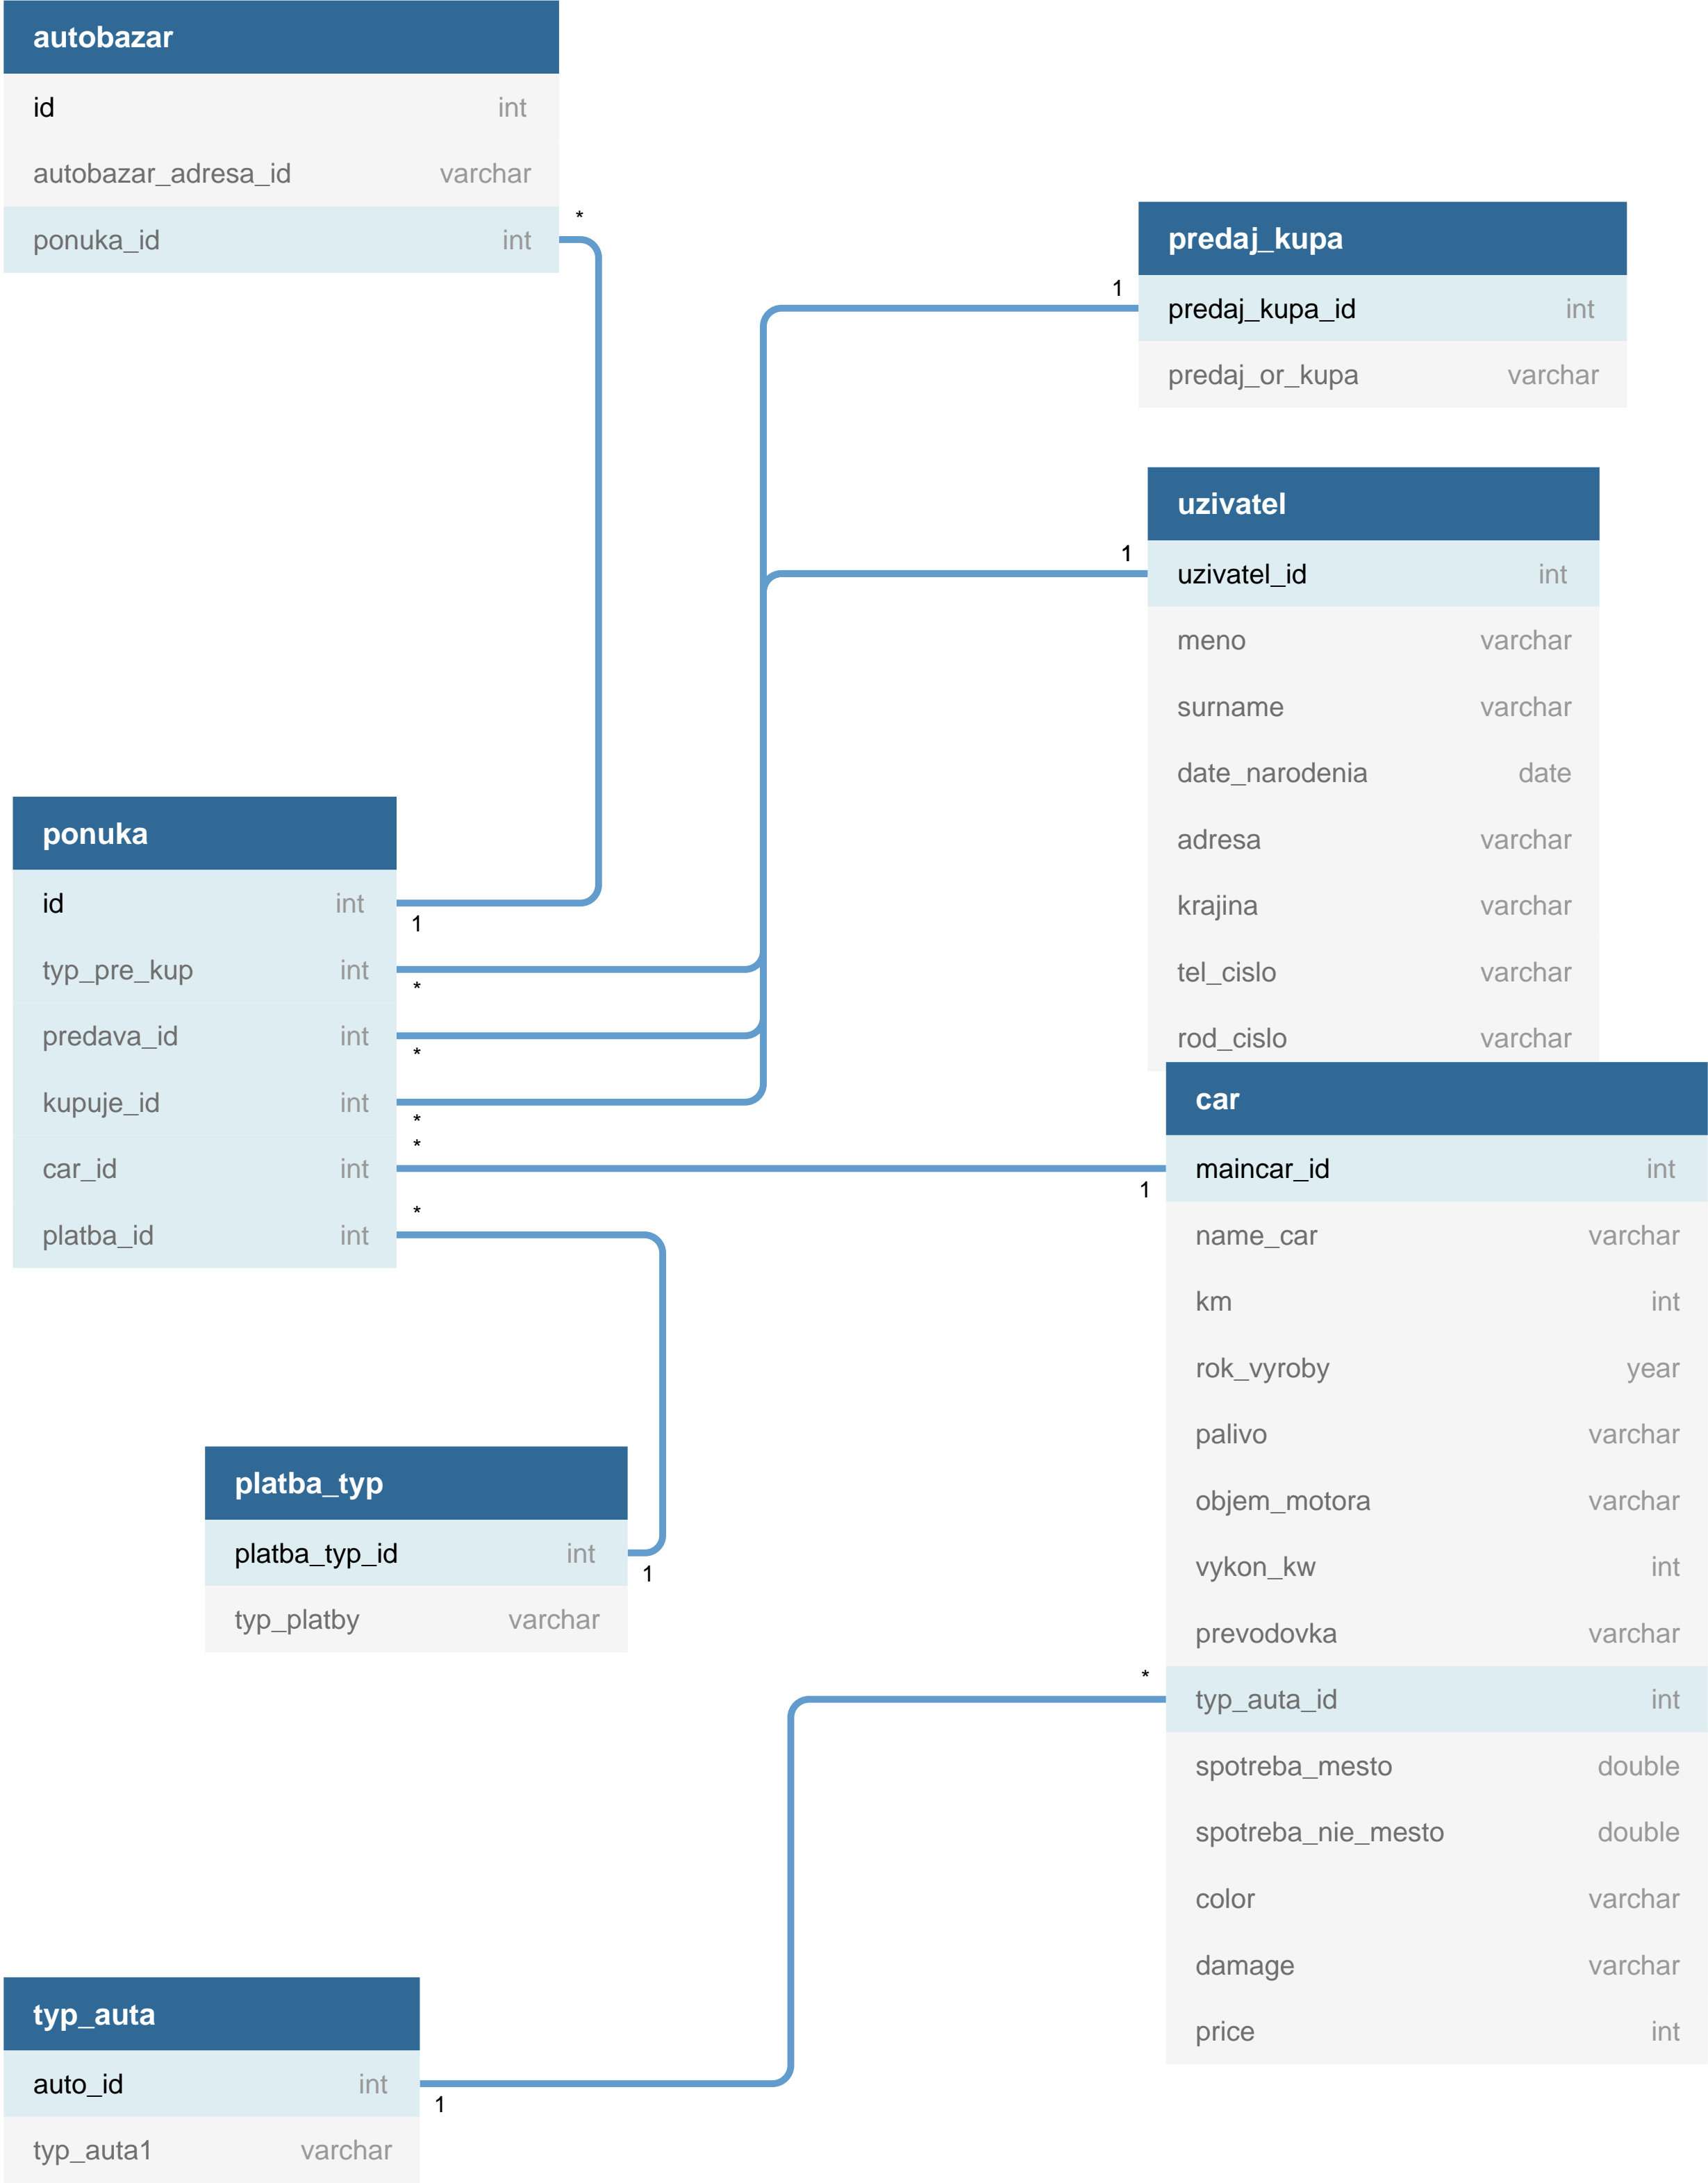 autobazar
id int
autobazar_adresa_id varchar
ponuka_id int
*
predaj_kupa
1
predaj_kupa_id int
predaj_or_kupa varchar
uzivatel
1
uzivatel_id int
meno varchar
surname varchar
date_narodenia date
adresa varchar
krajina varchar
tel_cislo varchar
rod_cislo varchar
ponuka
id int
1
typ_pre_kup int
*
predava_id int
*
kupuje_id int
*
*
car_id int
*
platba_id int
car
maincar_id int
1
name_car varchar
km int
rok_vyroby year
palivo varchar
objem_motora varchar
vykon_kw int
prevodovka varchar
*
typ_auta_id int
spotreba_mesto double
spotreba_nie_mesto double
color varchar
damage varchar
price int
platba_typ
platba_typ_id int
1
typ_platby varchar
typ_auta
auto_id int
1
typ_auta1 varchar